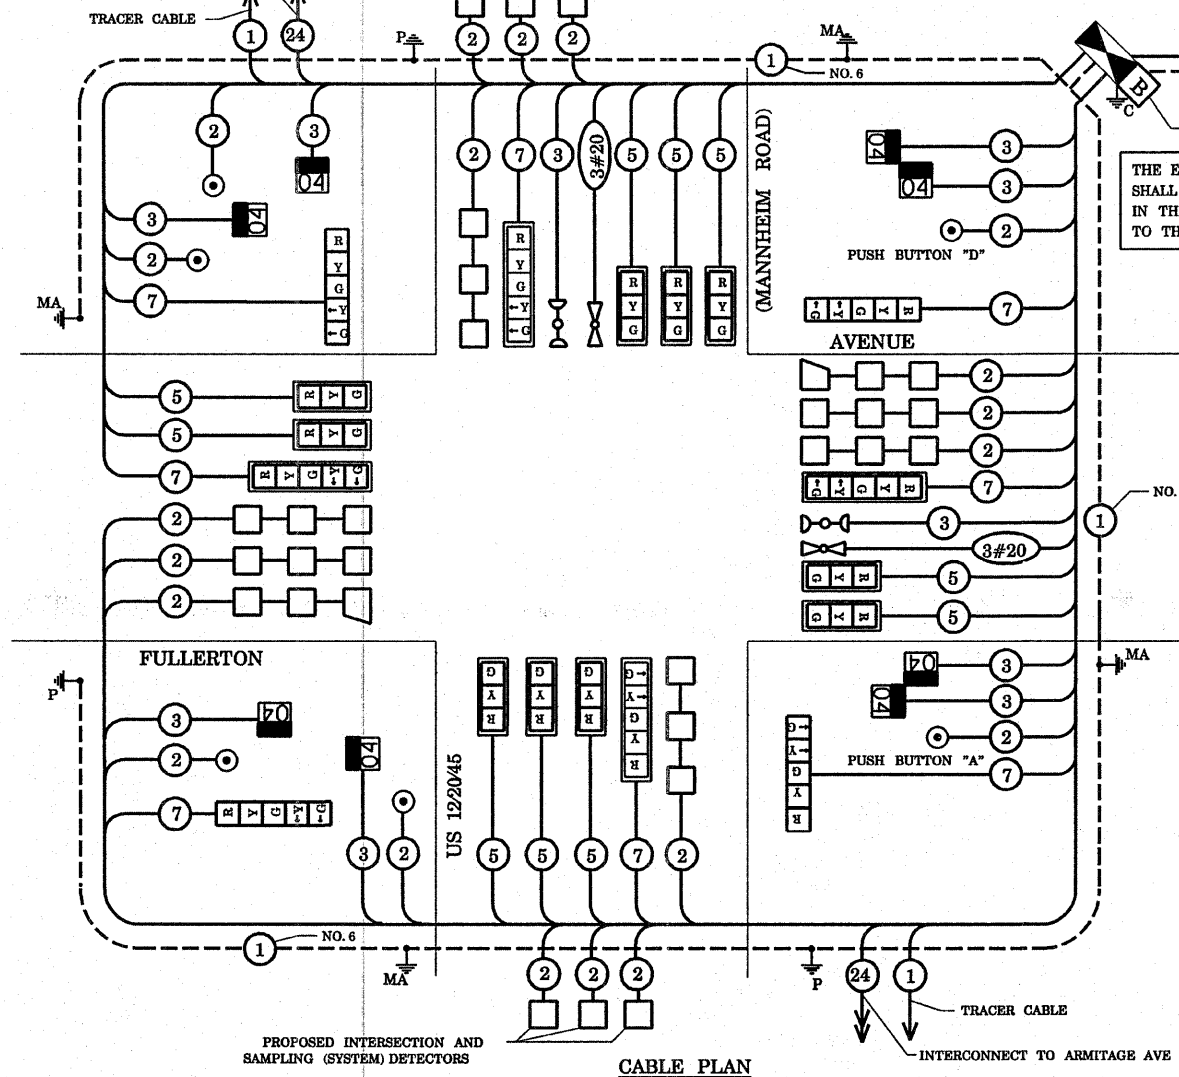 TRACER CABLE
1
24
2
2
2
P
MA
1
NO. 6
B
C
2
3
04
2
7
3
3#20
5
5
5
(MANNHEIM ROAD)
04
3
04
3
2
PUSH BUTTON "D"
THE E
SHALL
IN TH
TO TH
3
04
2
7
R
Y
G
←Y
←G
MA
R
Y
G
←Y
←G
R Y G
R Y G
R Y G
←G ←Y G Y R
7
AVENUE
5
R Y G
5
R Y G
7
R Y G ←Y ←G
2
2
2
2
2
2
←G ←Y G Y R
7
3
3#20
G Y R
5
G Y R
5
1
NO.
FULLERTON
P
MA
3
04
2
7
R Y G ←Y ←G
04
3
2
US 12/20/45
G Y R
G Y R
G Y R
←G ←Y G Y R
5
5
5
7
2
04
3
04
3
2
PUSH BUTTON "A"
7
←G ←Y G Y R
1
NO. 6
MA
P
2
2
2
24
1
TRACER CABLE
INTERCONNECT TO ARMITAGE AVE
PROPOSED INTERSECTION AND
SAMPLING (SYSTEM) DETECTORS
CABLE PLAN